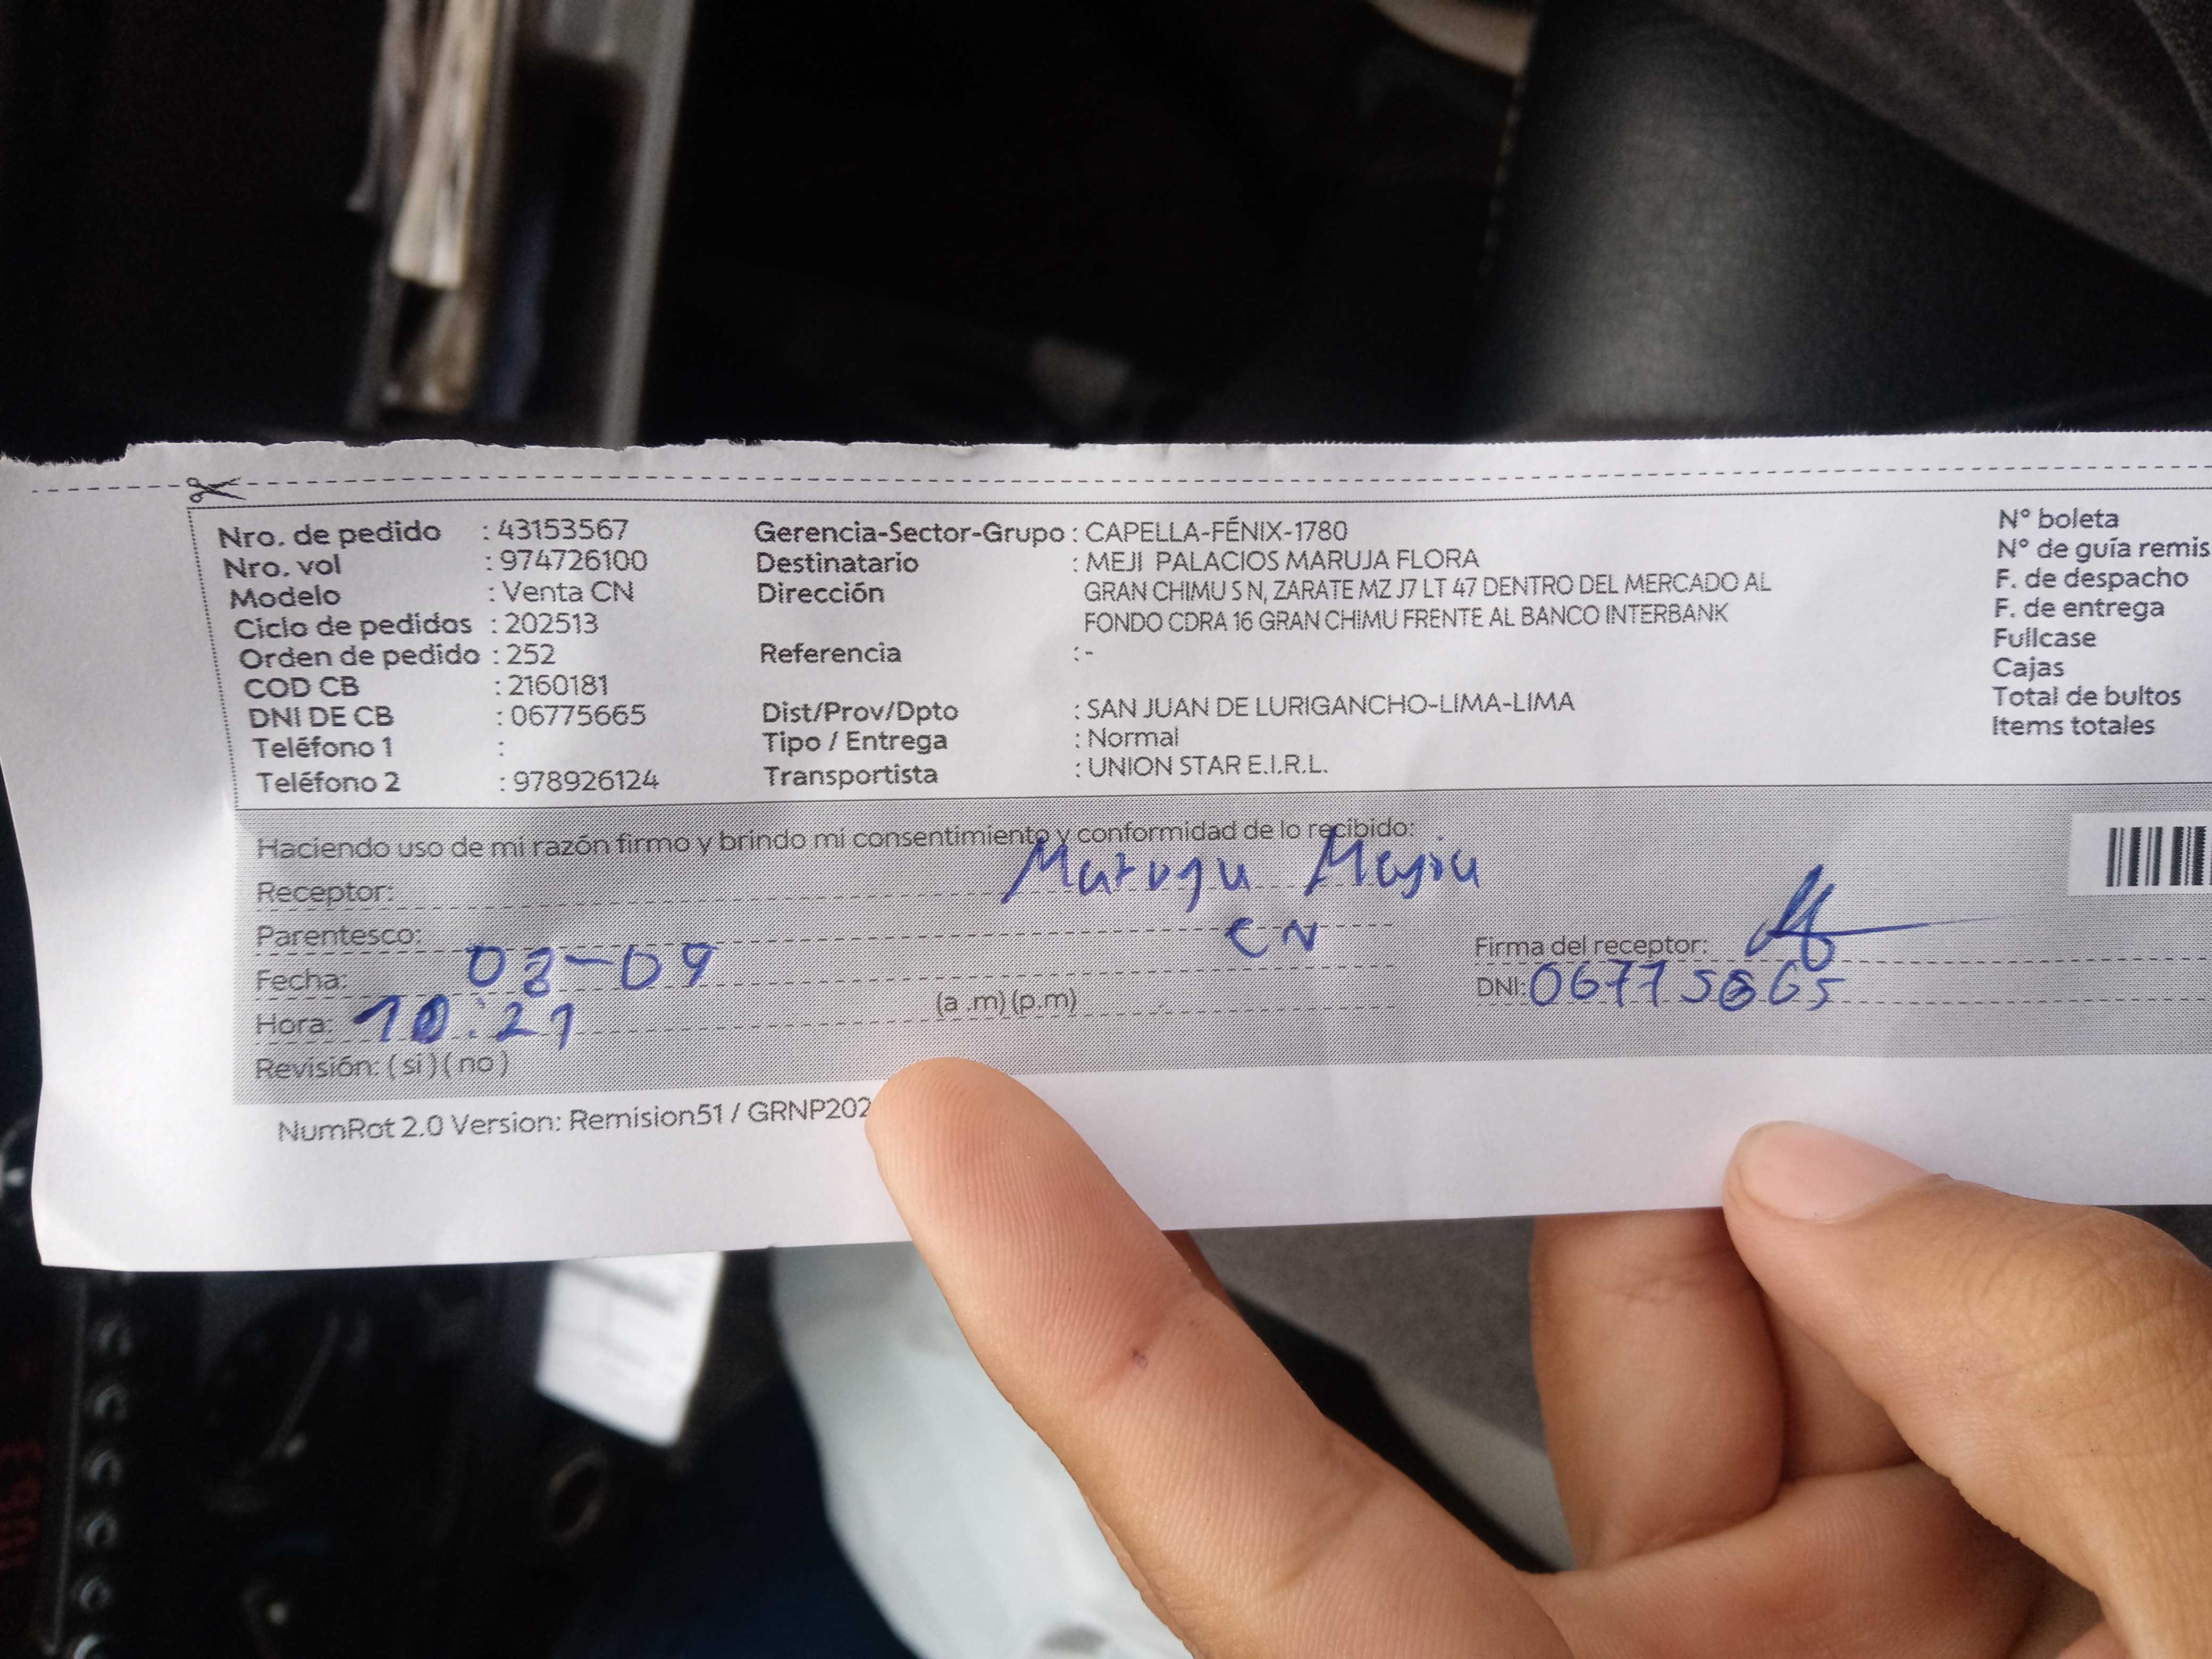 Nro. de pedido : 43153567 Gerencia-Sector-Grupo : CAPELLA-FÉNIX-1780 N° boleta
Nro. vol : 974726100 Destinatario : MEJI PALACIOS MARUJA FLORA N° de guía remis
Modelo : Venta CN Dirección GRAN CHIMU S N, ZARATE MZ J7 LT 47 DENTRO DEL MERCADO AL F. de despacho
Ciclo de pedidos : 202513 FONDO CDRA 16 GRAN CHIMU FRENTE AL BANCO INTERBANK F. de entrega
Orden de pedido : 252 Referencia : - Fullcase
COD CB : 2160181 Cajas
DNI DE CB : 06775665 Dist/Prov/Dpto : SAN JUAN DE LURIGANCHO-LIMA-LIMA Total de bultos
Teléfono 1 : Tipo / Entrega : Normal Items totales
Teléfono 2 : 978926124 Transportista : UNION STAR E.I.R.L.
Haciendo uso de mi razón firmo y brindo mi consentimiento y conformidad de lo recibido:
Receptor: Maruja Mejia
Parentesco: CN Firma del receptor:
Fecha: 03-09 DNI:
Hora: 10:21 (a .m) (p.m)
Revisión: ( si ) ( no )
NumRot 2.0 Version: Remision51 / GRNP202